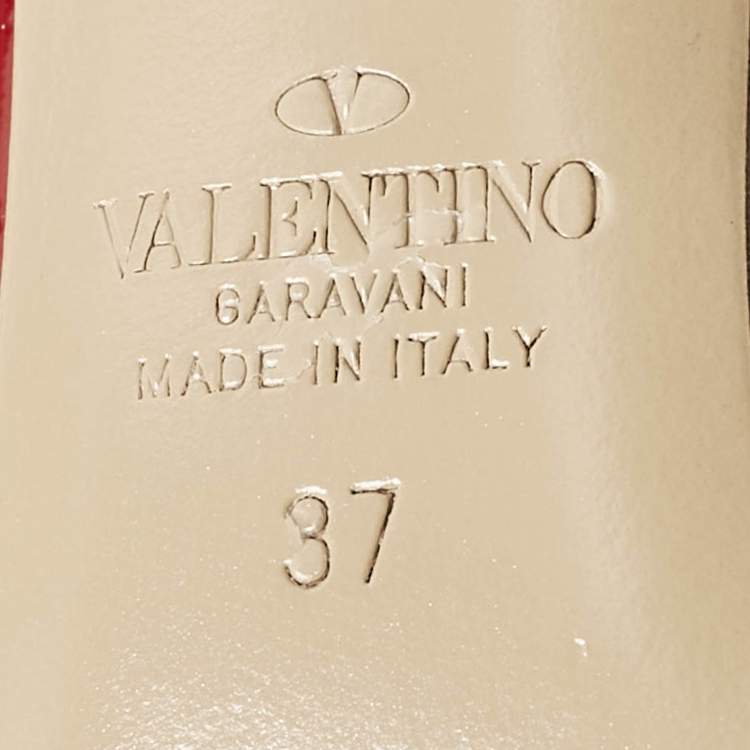 V
VALENTINO
GARAVANI
MADE IN ITALY
37